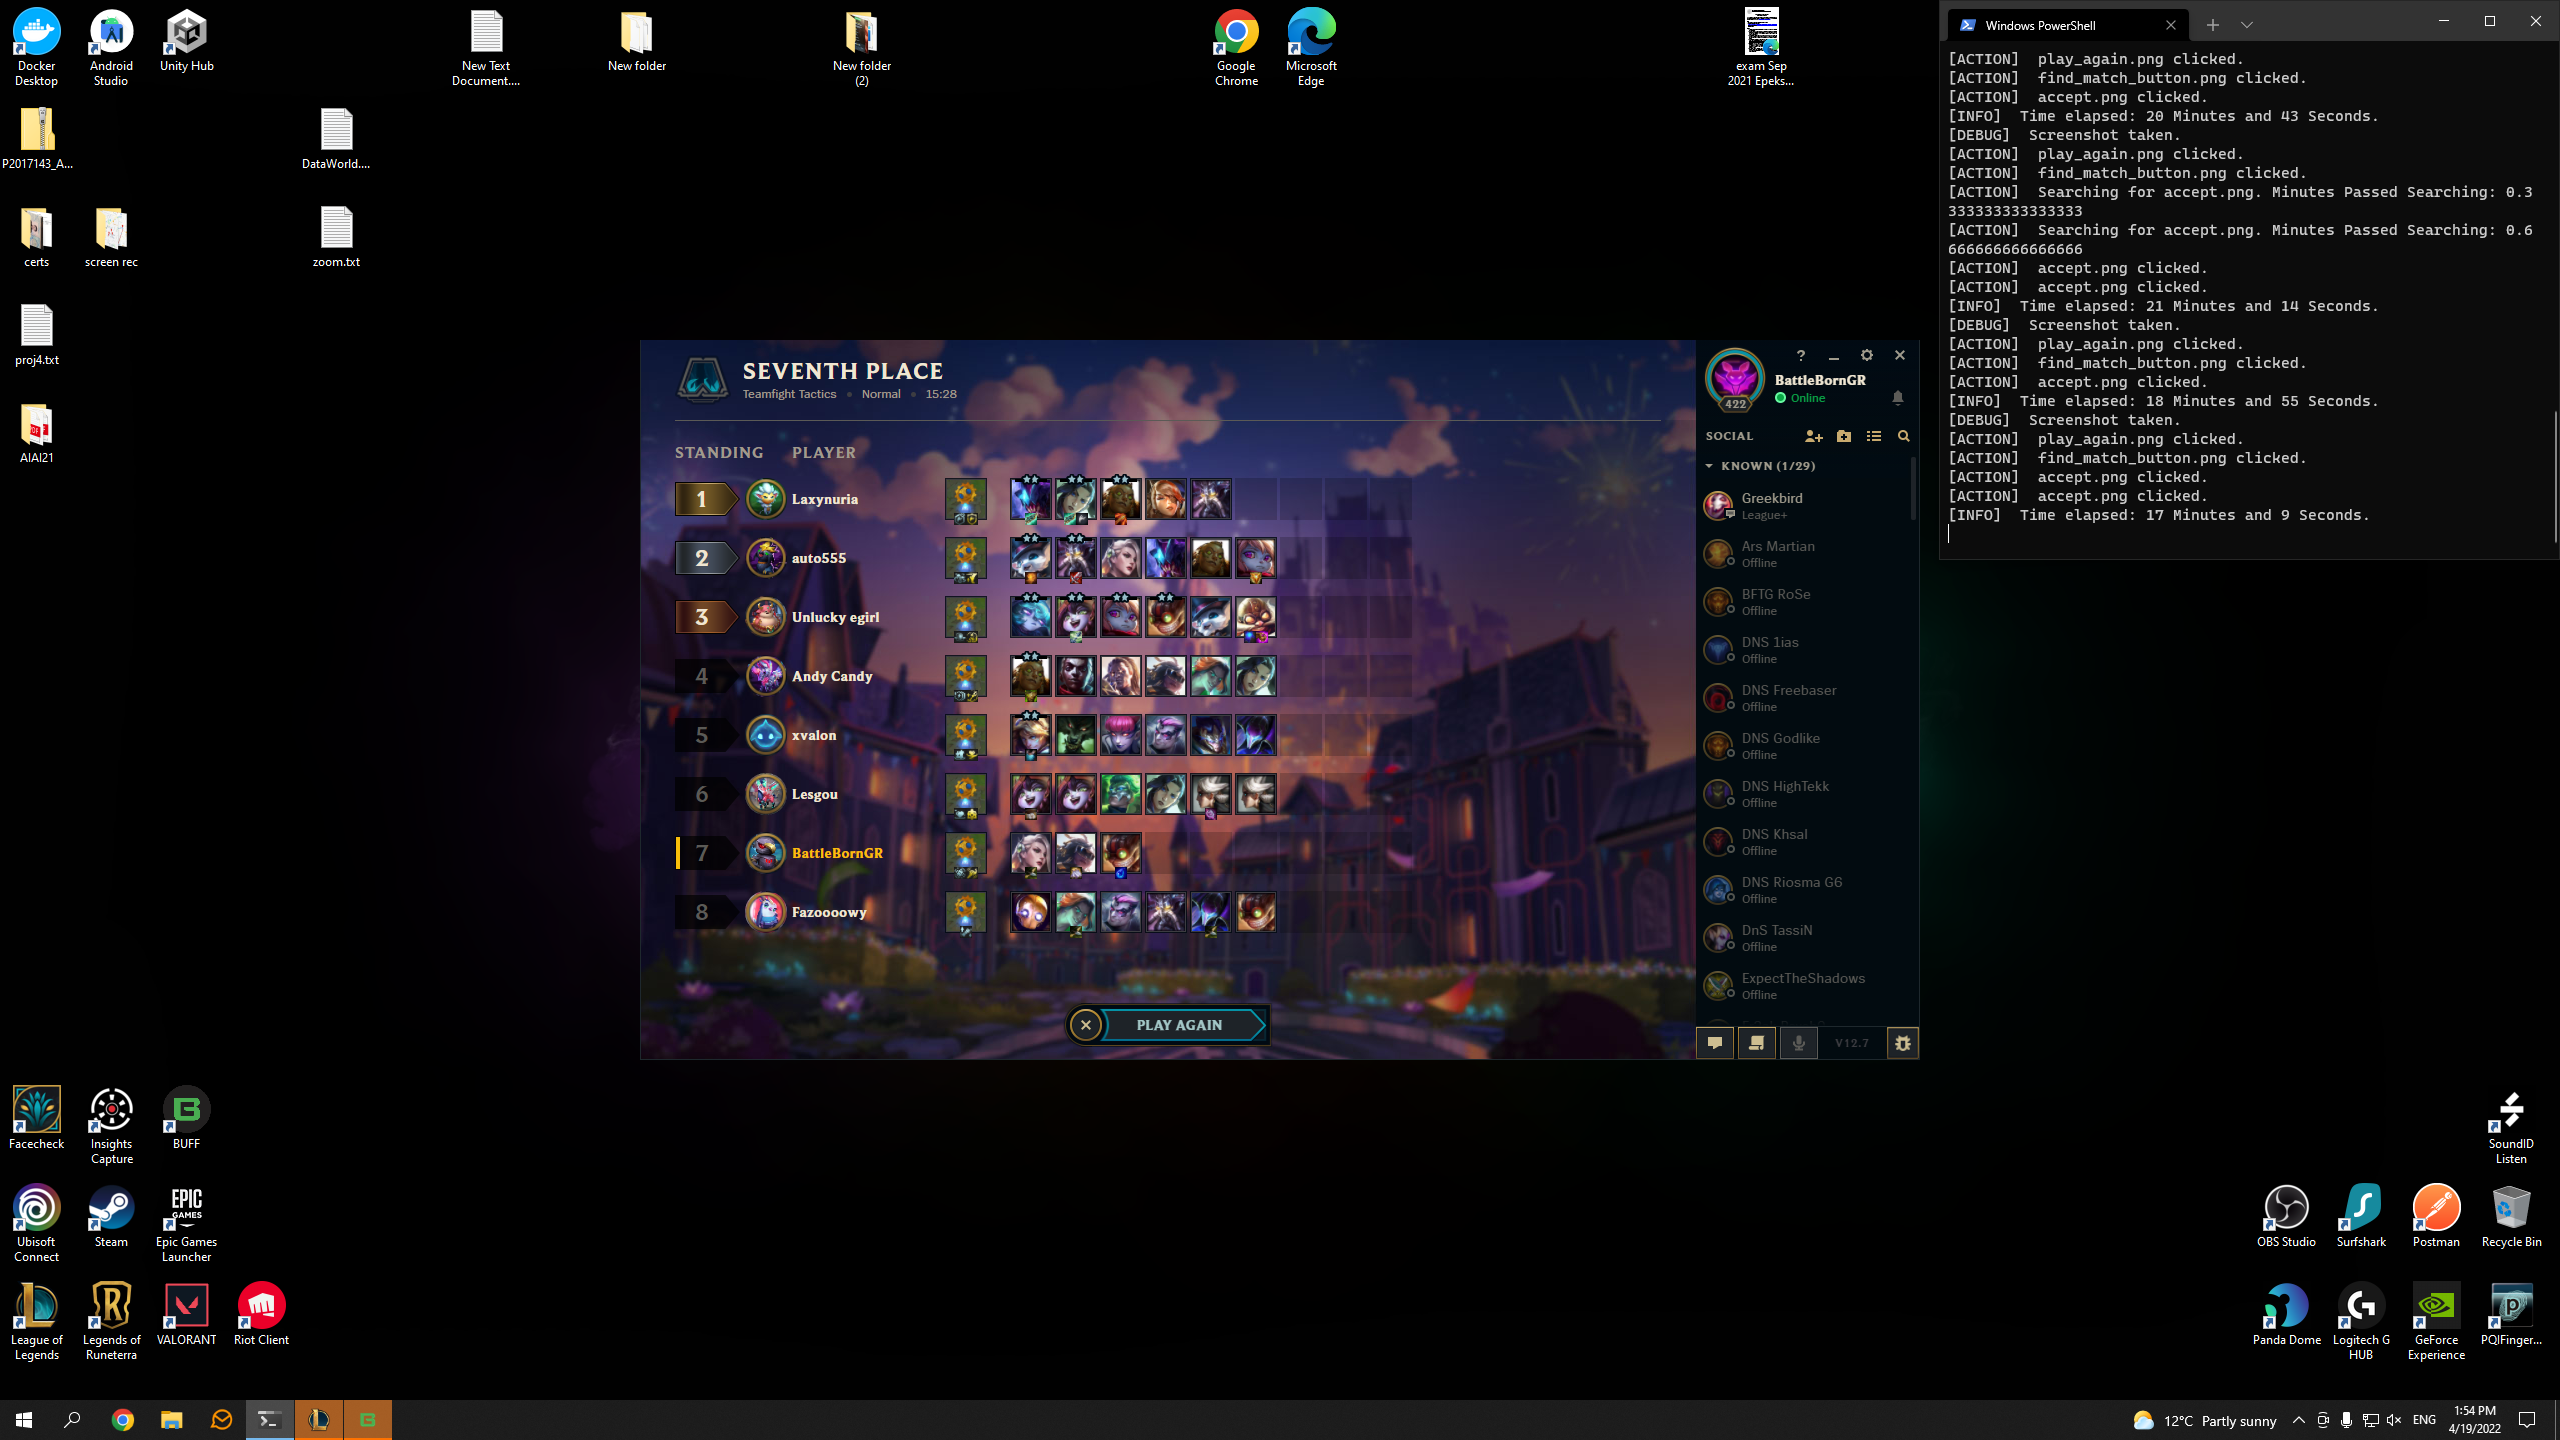 Docker Desktop
Android Studio
Unity Hub
New Text Document....
New folder
New folder (2)
Google Chrome
Microsoft Edge
exam Sep 2021 Epeks...
P2017143_A...
DataWorld....
certs
screen rec
zoom.txt
proj4.txt
PDF
AIAI21
Windows PowerShell
[ACTION]  play_again.png clicked.
[ACTION]  find_match_button.png clicked.
[ACTION]  accept.png clicked.
[INFO]  Time elapsed: 20 Minutes and 43 Seconds.
[DEBUG]  Screenshot taken.
[ACTION]  play_again.png clicked.
[ACTION]  find_match_button.png clicked.
[ACTION]  Searching for accept.png. Minutes Passed Searching: 0.3
333333333333333
[ACTION]  Searching for accept.png. Minutes Passed Searching: 0.6
666666666666666
[ACTION]  accept.png clicked.
[ACTION]  accept.png clicked.
[INFO]  Time elapsed: 21 Minutes and 14 Seconds.
[DEBUG]  Screenshot taken.
[ACTION]  play_again.png clicked.
[ACTION]  find_match_button.png clicked.
[ACTION]  accept.png clicked.
[INFO]  Time elapsed: 18 Minutes and 55 Seconds.
[DEBUG]  Screenshot taken.
[ACTION]  play_again.png clicked.
[ACTION]  find_match_button.png clicked.
[ACTION]  accept.png clicked.
[ACTION]  accept.png clicked.
[INFO]  Time elapsed: 17 Minutes and 9 Seconds.
SEVENTH PLACE
Teamfight Tactics • Normal • 15:28
STANDING PLAYER
1 Laxynuria
2 auto555
3 Unlucky egirl
4 Andy Candy
5 xvalon
6 Lesgou
7 BattleBornGR
8 Fazoooowy
PLAY AGAIN
?
BattleBornGR
Online
422
SOCIAL
KNOWN (1/29)
Greekbird
League+
Ars Martian
Offline
BFTG RoSe
Offline
DNS 1ias
Offline
DNS Freebaser
Offline
DNS Godlike
Offline
DNS HighTekk
Offline
DNS Khsal
Offline
DNS Riosma G6
Offline
DnS TassiN
Offline
ExpectTheShadows
Offline
V12.7
Facecheck
Insights Capture
BUFF
Ubisoft Connect
Steam
EPIC GAMES
Epic Games Launcher
League of Legends
Legends of Runeterra
VALORANT
Riot Client
SoundID Listen
OBS Studio
Surfshark
Postman
Recycle Bin
Panda Dome
Logitech G HUB
GeForce Experience
PQIFinger...
12°C Partly sunny
ENG
1:54 PM
4/19/2022